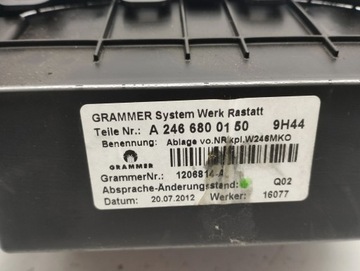 GRAMMER System Werk Rastatt
Teile Nr.: A 246 680 01 50 9H44
Benennung: Ablage vo.NR kpl.W246MKO
GRAMMER
GrammerNr.: 1206814-A
Absprache-Änderungsstand: Q02
Datum: 20.07.2012 Werker: 16077